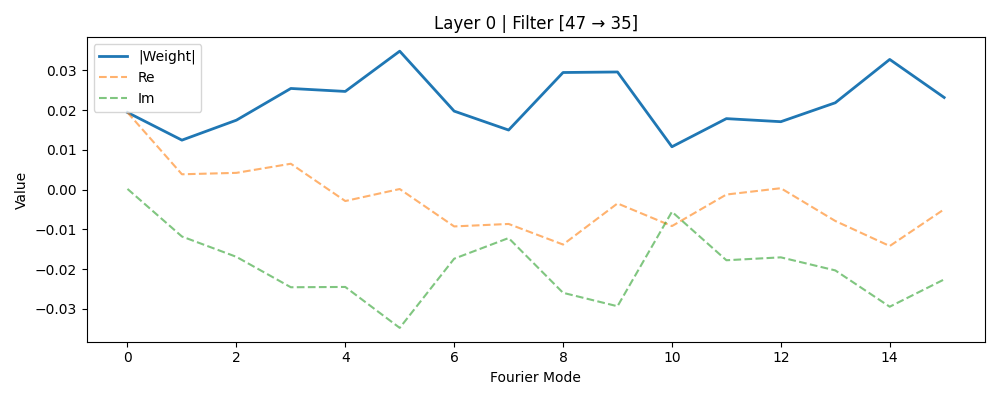 Layer 0 | Filter [47 → 35]
|Weight|
Re
Im
Value
0.03
0.02
0.01
0.00
−0.01
−0.02
−0.03
0 2 4 6 8 10 12 14
Fourier Mode